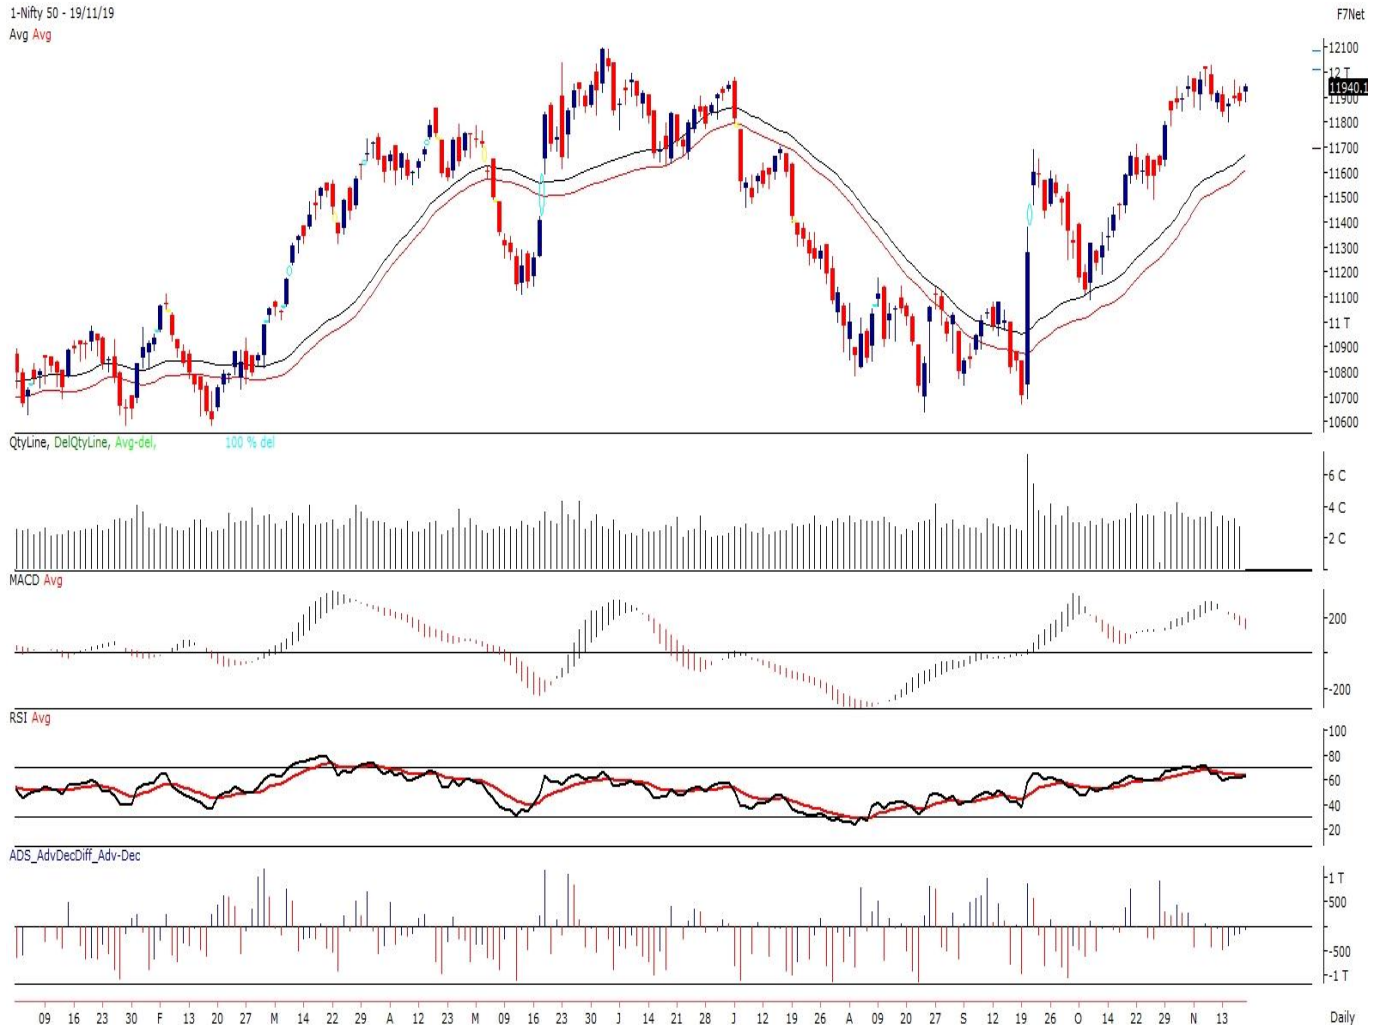 1-Nifty 50 - 19/11/19
F7Net
Avg Avg
12100
12 T
11940.1
11900
11800
11700
11600
11500
11400
11300
11200
11100
11 T
10900
10800
10700
10600
QtyLine, DelQtyLine, Avg-del, 100 % del
6 C
4 C
2 C
MACD Avg
200
-200
RSI Avg
100
80
60
40
20
ADS_AdvDecDiff_Adv-Dec
1 T
500
-500
-1 T
09 16 23 30 F 13 20 27 M 14 22 29 A 12 23 M 09 16 23 30 J 14 21 28 J 12 19 26 A 09 20 27 S 12 19 26 O 14 22 29 N 13 Daily